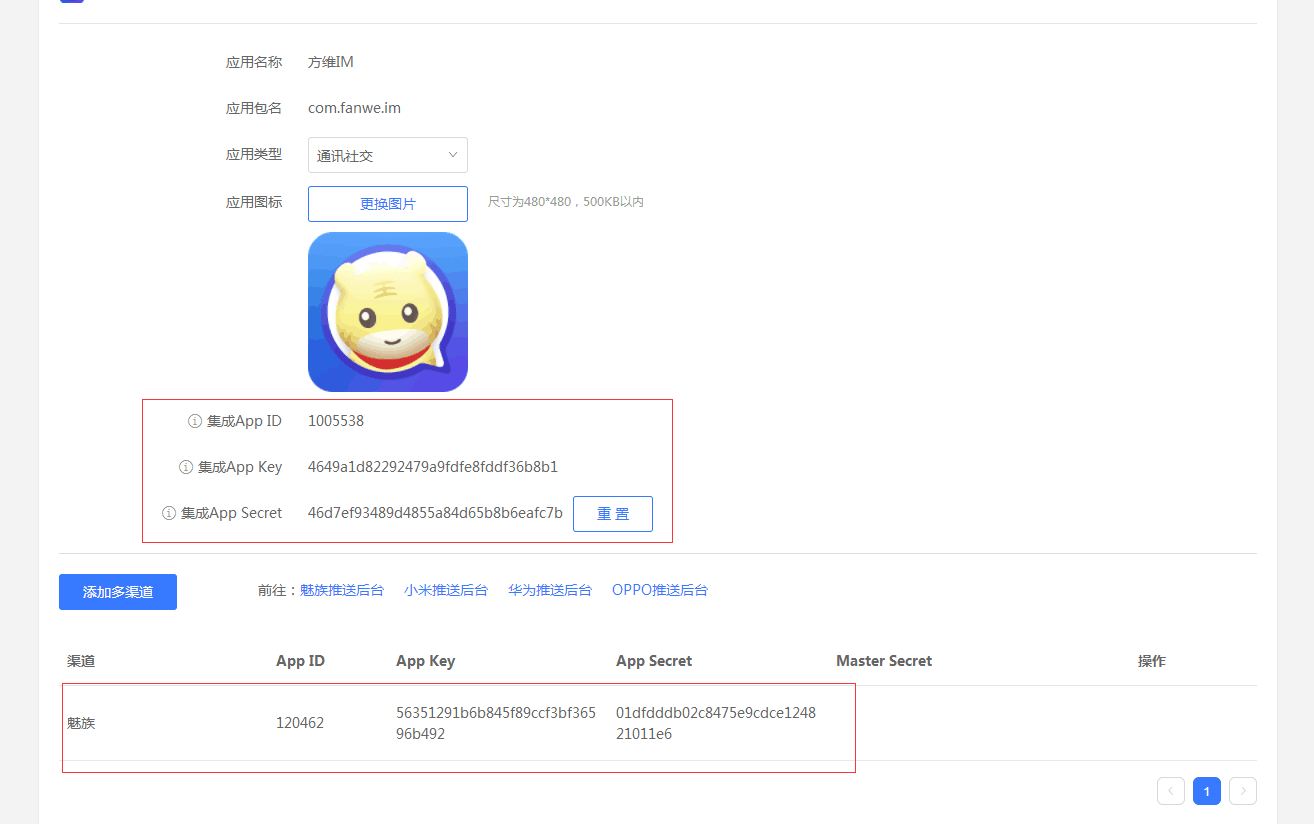 应用名称 方维IM
应用包名 com.fanwe.im
应用类型 通讯社交
应用图标 更换图片 尺寸为480*480，500KB以内
王
集成App ID 1005538
集成App Key 4649a1d82292479a9fdfe8fddf36b8b1
集成App Secret 46d7ef93489d4855a84d65b8b6eafc7b 重 置
添加多渠道 前往：魅族推送后台 小米推送后台 华为推送后台 OPPO推送后台
渠道 App ID App Key App Secret Master Secret 操作
魅族 120462 56351291b6b845f89ccf3bf365 01dfdddb02c8475e9cdce1248
96b492 21011e6
1